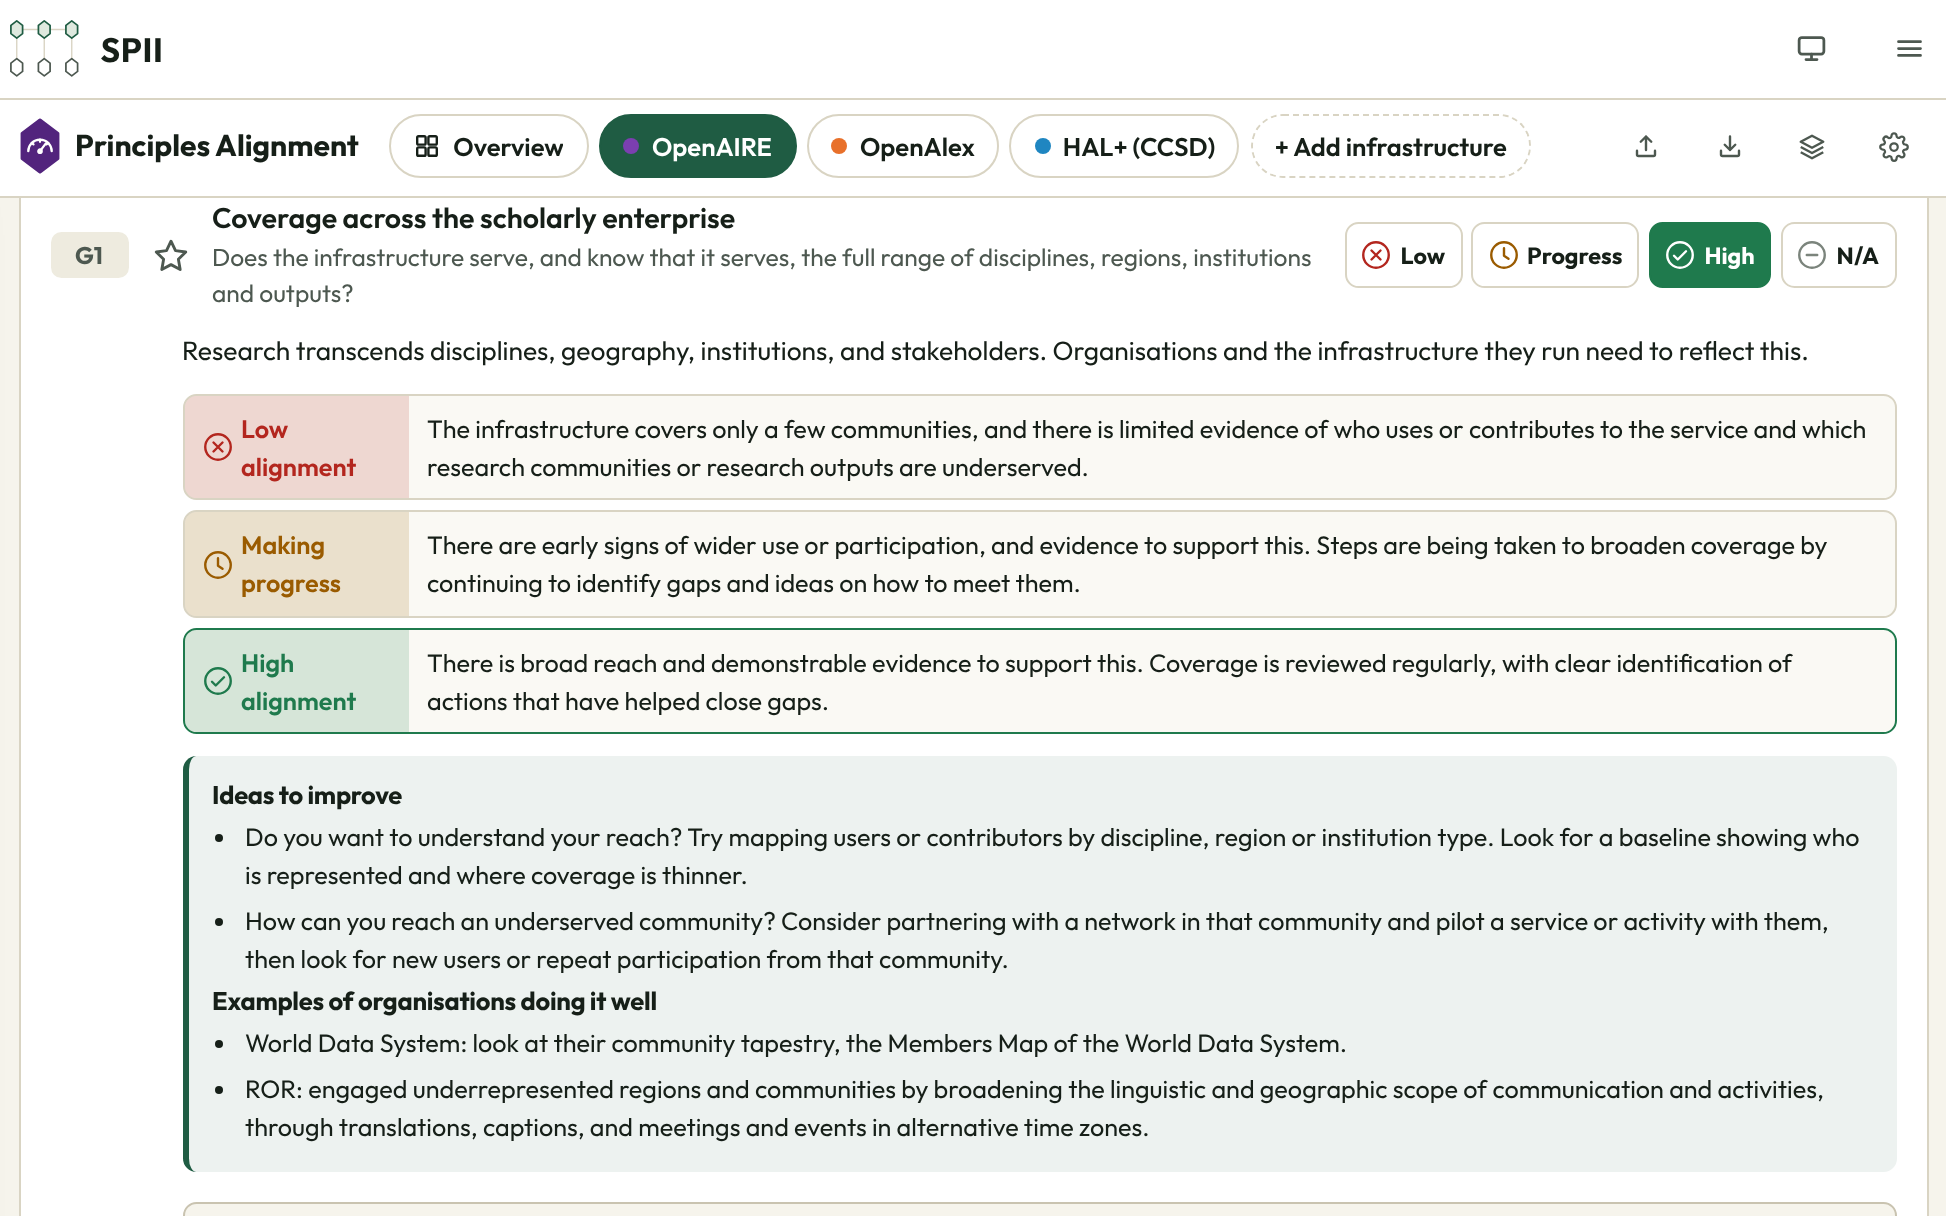 SPII
Principles Alignment
Overview
OpenAIRE
OpenAlex
HAL+ (CCSD)
+ Add infrastructure
G1
Coverage across the scholarly enterprise
Does the infrastructure serve, and know that it serves, the full range of disciplines, regions, institutions
and outputs?
Low
Progress
High
N/A
Research transcends disciplines, geography, institutions, and stakeholders. Organisations and the infrastructure they run need to reflect this.
Low
alignment
The infrastructure covers only a few communities, and there is limited evidence of who uses or contributes to the service and which
research communities or research outputs are underserved.
Making
progress
There are early signs of wider use or participation, and evidence to support this. Steps are being taken to broaden coverage by
continuing to identify gaps and ideas on how to meet them.
High
alignment
There is broad reach and demonstrable evidence to support this. Coverage is reviewed regularly, with clear identification of
actions that have helped close gaps.
Ideas to improve
• Do you want to understand your reach? Try mapping users or contributors by discipline, region or institution type. Look for a baseline showing who
is represented and where coverage is thinner.
• How can you reach an underserved community? Consider partnering with a network in that community and pilot a service or activity with them,
then look for new users or repeat participation from that community.
Examples of organisations doing it well
• World Data System: look at their community tapestry, the Members Map of the World Data System.
• ROR: engaged underrepresented regions and communities by broadening the linguistic and geographic scope of communication and activities,
through translations, captions, and meetings and events in alternative time zones.